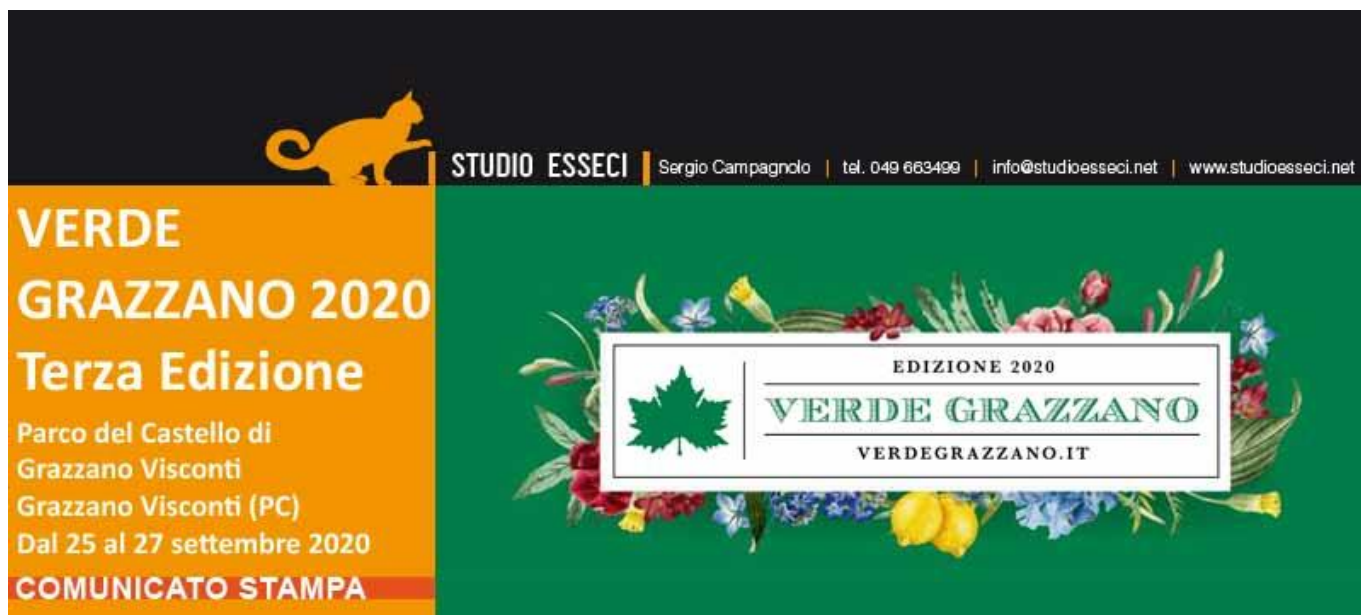 STUDIO ESSECI | Sergio Campagnolo | tel. 049 663499 | info@studioesseci.net | www.studioesseci.net
VERDE
GRAZZANO 2020
Terza Edizione
Parco del Castello di
Grazzano Visconti
Grazzano Visconti (PC)
Dal 25 al 27 settembre 2020
COMUNICATO STAMPA
EDIZIONE 2020
VERDE GRAZZANO
VERDEGRAZZANO.IT